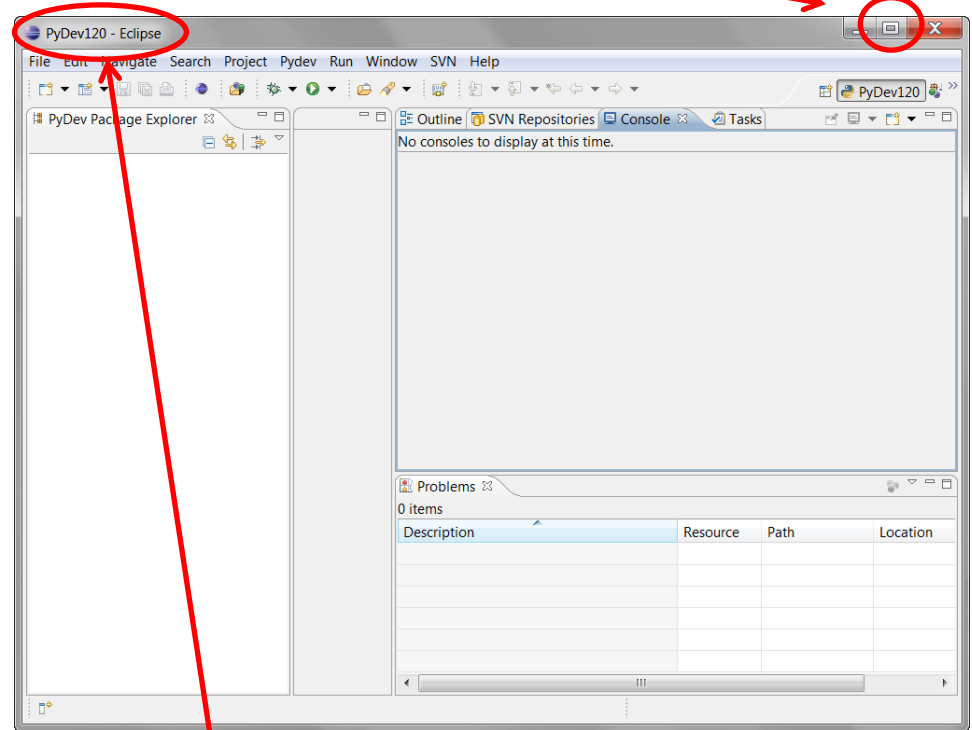 PyDev120 - Eclipse
File Edit Navigate Search Project Pydev Run Window SVN Help
PyDev120
PyDev Package Explorer
Outline SVN Repositories Console Tasks
No consoles to display at this time.
Problems
0 items
Description Resource Path Location